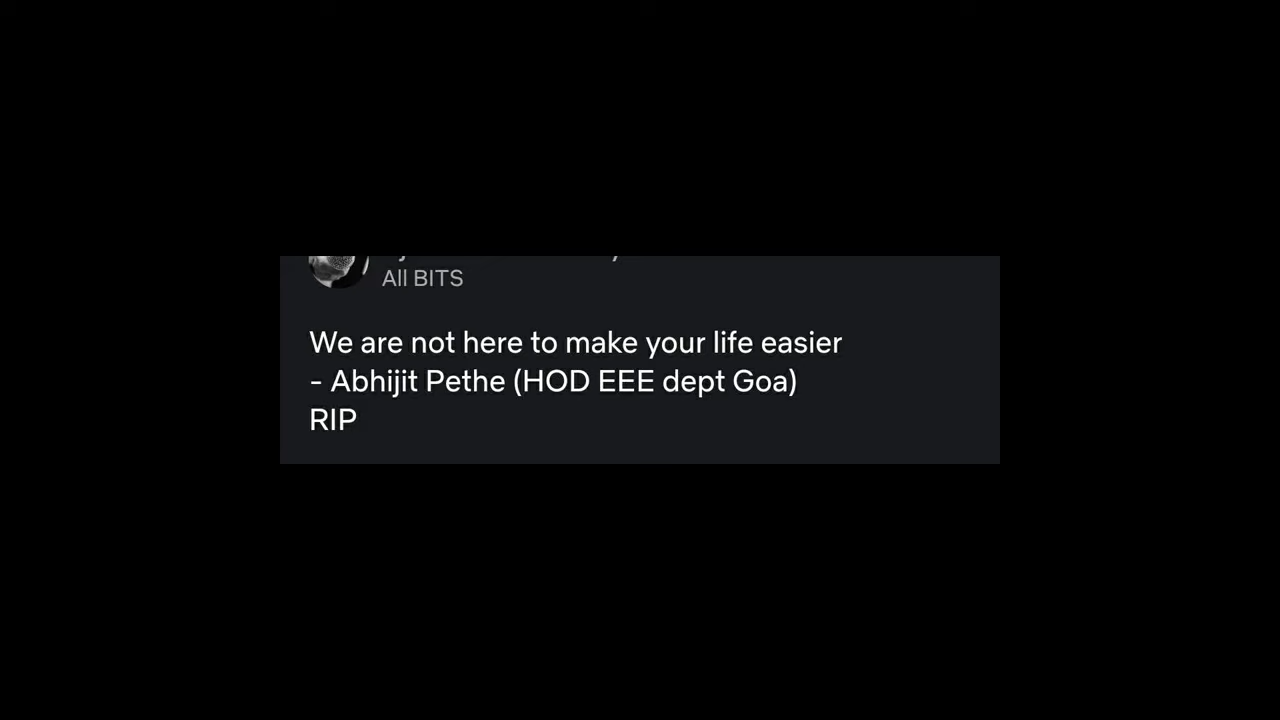 All BITS
We are not here to make your life easier
- Abhijit Pethe (HOD EEE dept Goa)
RIP